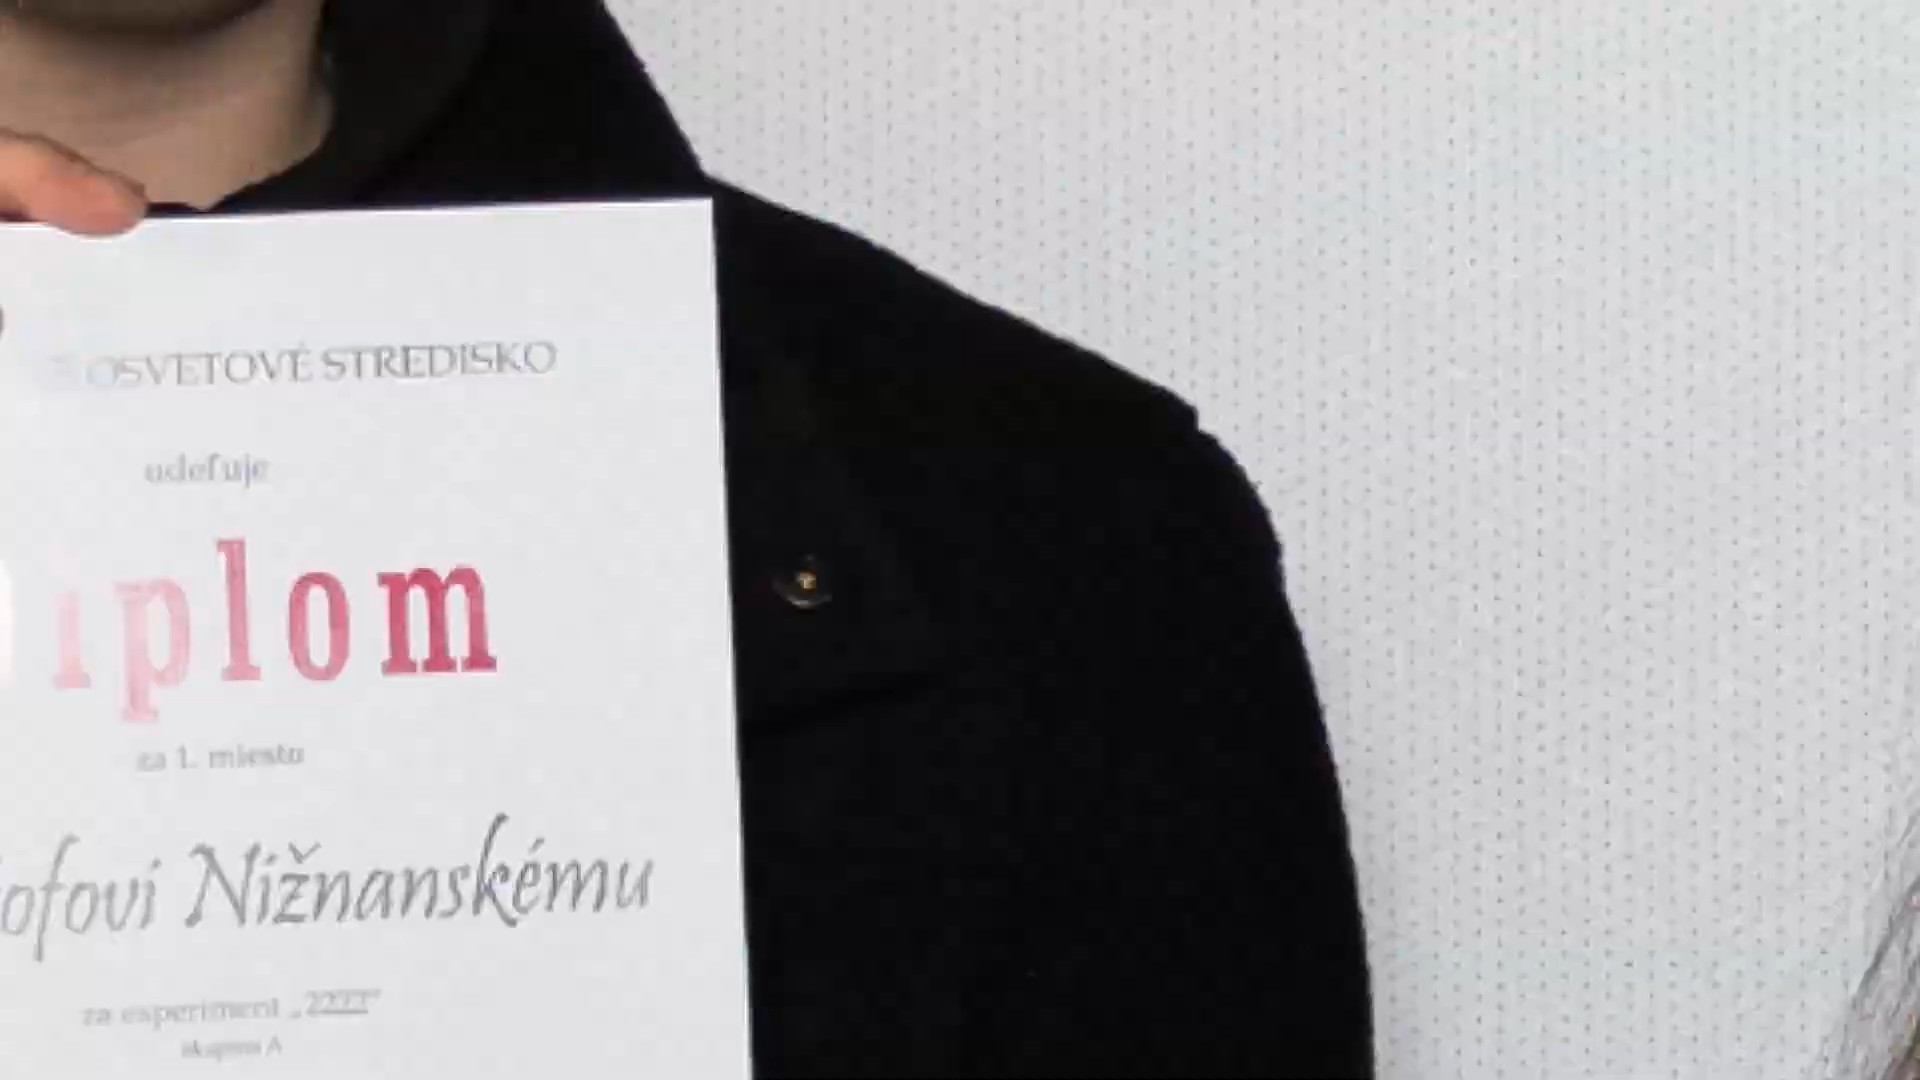 OSVETOVÉ STREDISKO
udeľuje
iplom
za 1. miesto
ofovi Nižnanskému
za experiment „2222“
skupina A